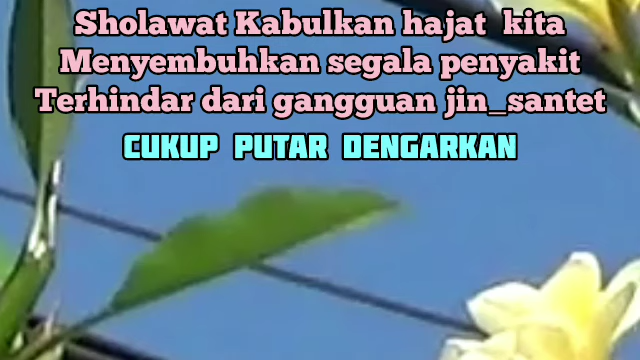 Sholawat Kabulkan hajat kita
Menyembuhkan segala penyakit
Terhindar dari gangguan jin_santet
CUKUP PUTAR DENGARKAN